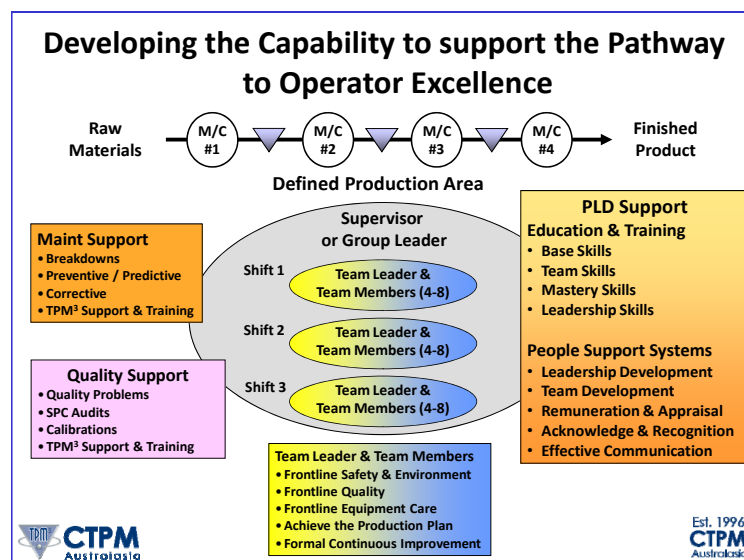 Developing the Capability to support the Pathway
to Operator Excellence
Raw
Materials
M/C
#1
M/C
#2
M/C
#3
M/C
#4
Finished
Product
Defined Production Area
Supervisor
or Group Leader
Shift 1
Team Leader &
Team Members (4-8)
Shift 2
Team Leader &
Team Members (4-8)
Shift 3
Team Leader &
Team Members (4-8)
Maint Support
• Breakdowns
• Preventive / Predictive
• Corrective
• TPM³ Support & Training
Quality Support
• Quality Problems
• SPC Audits
• Calibrations
• TPM³ Support & Training
Team Leader & Team Members
• Frontline Safety & Environment
• Frontline Quality
• Frontline Equipment Care
• Achieve the Production Plan
• Formal Continuous Improvement
PLD Support
Education & Training
• Base Skills
• Team Skills
• Mastery Skills
• Leadership Skills
People Support Systems
• Leadership Development
• Team Development
• Remuneration & Appraisal
• Acknowledge & Recognition
• Effective Communication
TPM³
CTPM
Australasia
Est. 1996
CTPM
Australasia